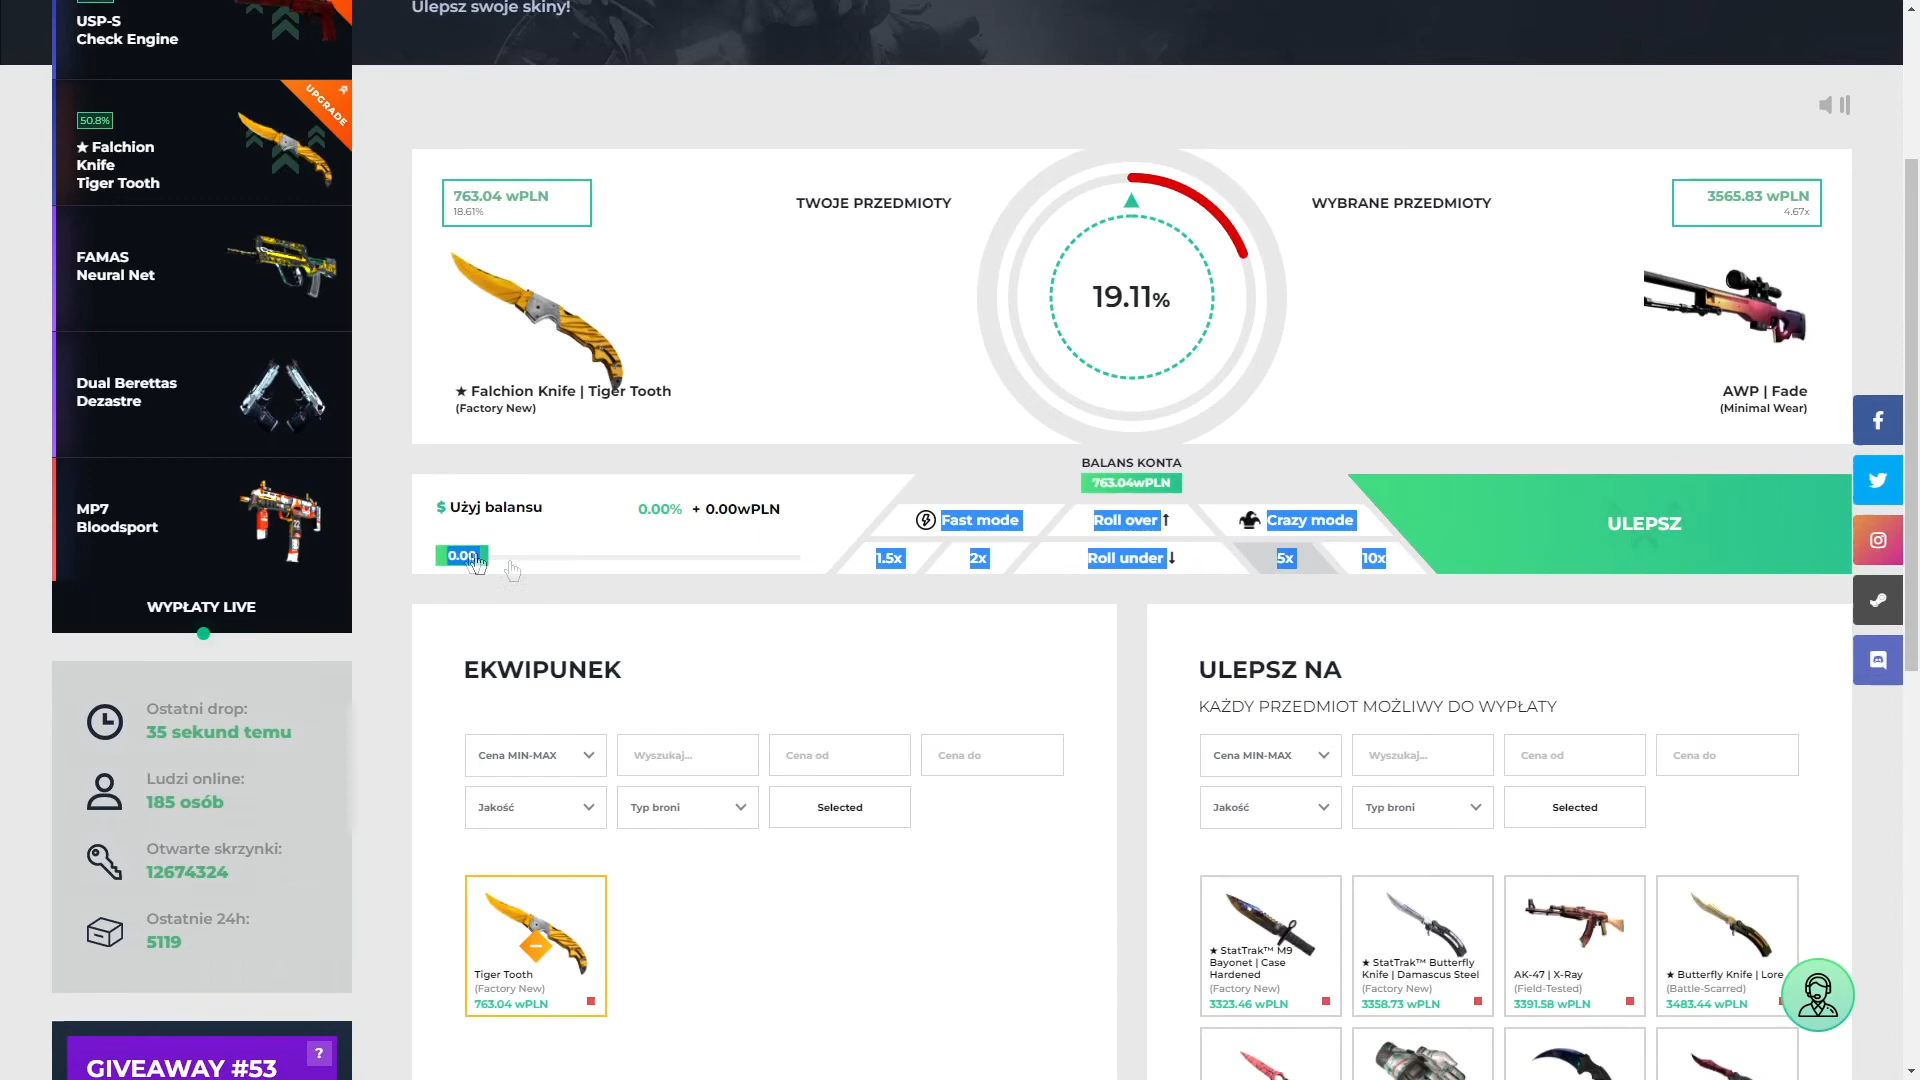 Ulepsz swoje skiny!
USP-S
Check Engine
UPGRADE
50.8%
★ Falchion
Knife
Tiger Tooth
FAMAS
Neural Net
Dual Berettas
Dezastre
MP7
Bloodsport
WYPŁATY LIVE
Ostatni drop:
35 sekund temu
Ludzi online:
185 osób
Otwarte skrzynki:
12674324
Ostatnie 24h:
5119
GIVEAWAY #53
?
763.04 wPLN
18.61%
TWOJE PRZEDMIOTY
19.11%
WYBRANE PRZEDMIOTY
3565.83 wPLN
4.67x
★ Falchion Knife | Tiger Tooth
(Factory New)
AWP | Fade
(Minimal Wear)
BALANS KONTA
763.04wPLN
$ Użyj balansu
0.00% + 0.00wPLN
0.00
Fast mode
Roll over ↑
Crazy mode
1.5x
2x
Roll under ↓
5x
10x
ULEPSZ
EKWIPUNEK
Cena MIN-MAX
Wyszukaj...
Cena od
Cena do
Jakość
Typ broni
Selected
Tiger Tooth
(Factory New)
763.04 wPLN
ULEPSZ NA
KAŻDY PRZEDMIOT MOŻLIWY DO WYPŁATY
Cena MIN-MAX
Wyszukaj...
Cena od
Cena do
Jakość
Typ broni
Selected
★ StatTrak™ M9
Bayonet | Case
Hardened
(Factory New)
3323.46 wPLN
★ StatTrak™ Butterfly
Knife | Damascus Steel
(Factory New)
3358.73 wPLN
AK-47 | X-Ray
(Field-Tested)
3391.58 wPLN
★ Butterfly Knife | Lore
(Battle-Scarred)
3483.44 wPLN